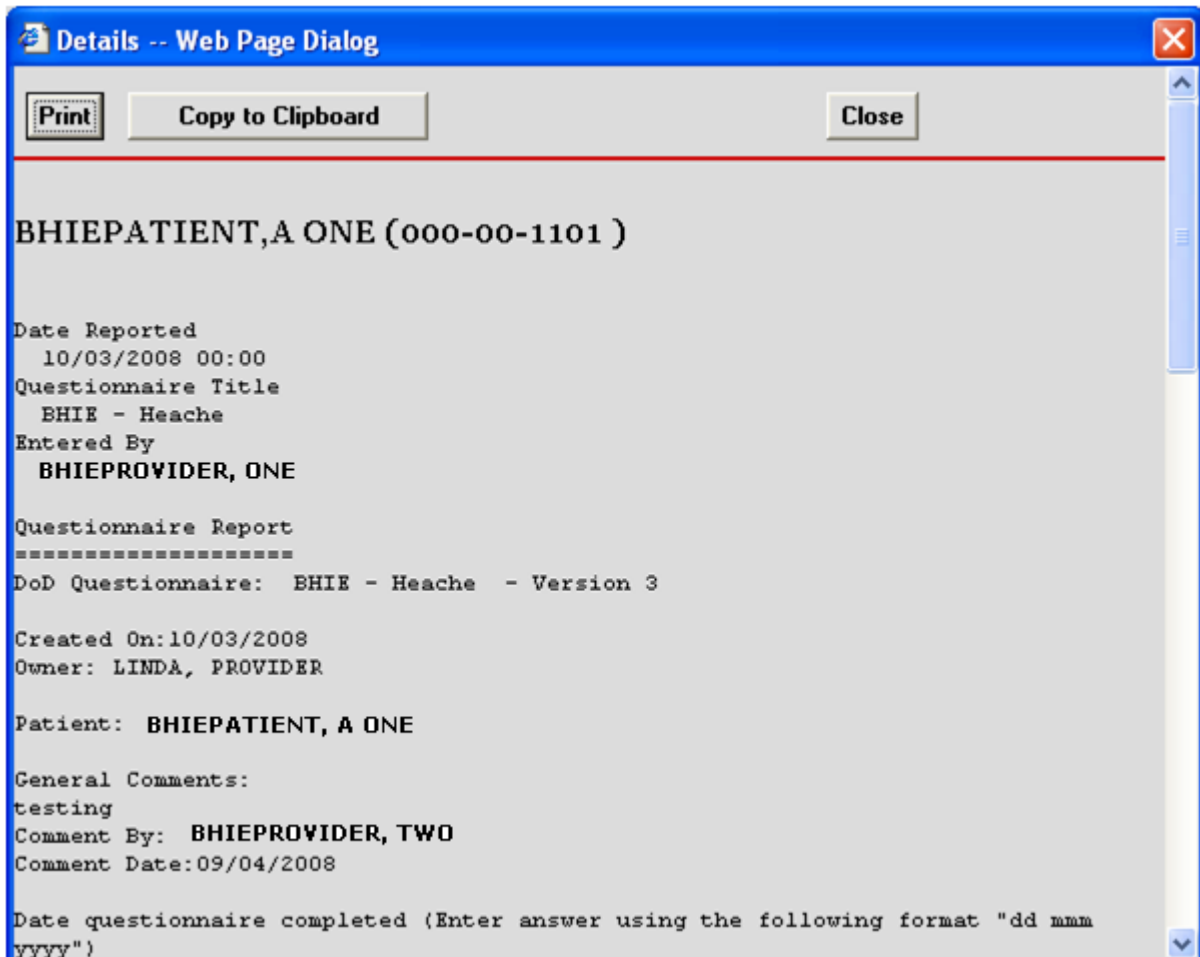 Details -- Web Page Dialog
Print Copy to Clipboard Close
BHIEPATIENT,A ONE (000-00-1101 )
Date Reported
10/03/2008 00:00
Questionnaire Title
BHIE - Heache
Entered By
BHIEPROVIDER, ONE
Questionnaire Report
====================
DoD Questionnaire:  BHIE - Heache  - Version 3
Created On:10/03/2008
Owner: LINDA, PROVIDER
Patient: BHIEPATIENT, A ONE
General Comments:
testing
Comment By: BHIEPROVIDER, TWO
Comment Date:09/04/2008
Date questionnaire completed (Enter answer using the following format "dd mmm
yyyy")